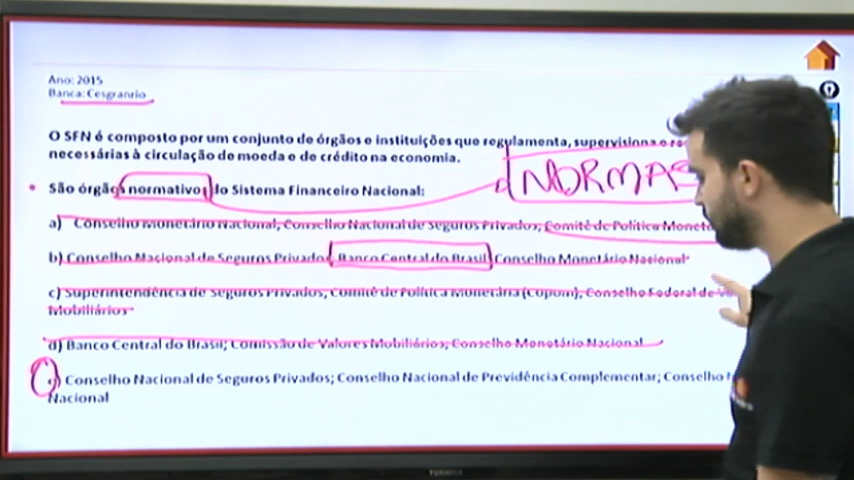 Ano: 2015
Banca: Cesgranrio
O SFN é composto por um conjunto de órgãos e instituições que regulamenta, supervisiona e
necessárias à circulação de moeda e de crédito na economia.
NORMAS
São órgãos normativos do Sistema Financeiro Nacional:
a) Conselho Monetário Nacional; Conselho Nacional de Seguros Privados; Comitê de Política
b) Conselho Nacional de Seguros Privados; Banco Central do Brasil; Conselho Monetário Nacional
c) Superintendência de Seguros Privados; Comitê de Política Monetária (Copom); Conselho Federal de
Mobiliários
d) Banco Central do Brasil; Comissão de Valores Mobiliários; Conselho Monetário Nacional
e) Conselho Nacional de Seguros Privados; Conselho Nacional de Previdência Complementar; Conselho
Nacional